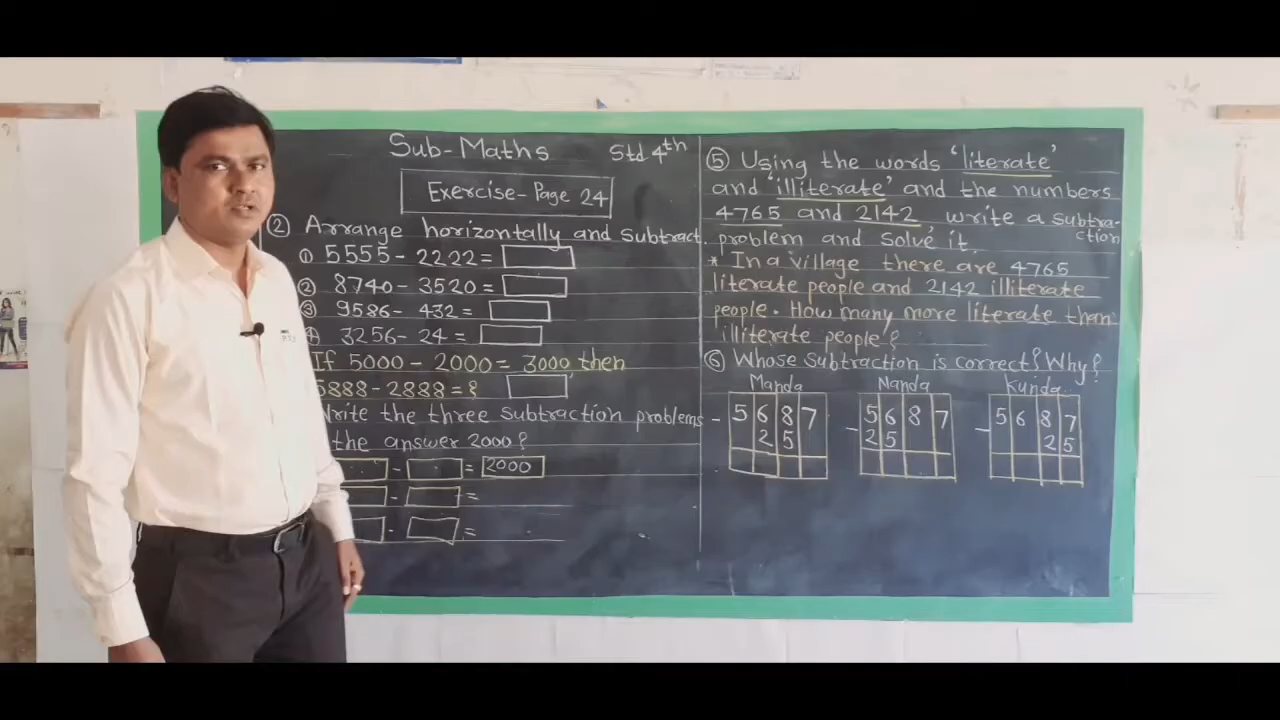 Sub-Maths Std 4th
Exercise-Page 24
② Arrange horizontally and subtract.
① 5555-2222=
② 8740-3520=
③ 9586-432=
④ 3256-24=
If 5000-2000=3000 then
5888-2888=?
Write the three subtraction problems
the answer 2000?
- = 2000
- =
- =
⑤ Using the words 'literate'
and 'illiterate' and the numbers
4765 and 2142, write a subtra-
ction
problem and solve it.
* In a village there are 4765
literate people and 2142 illiterate
people. How many more literate than
illiterate people?
⑥ Whose subtraction is correct? Why?
Manda Nanda Kunda
- 5 6 8 7 - 5 6 8 7 - 5 6 8 7
2 5 2 5 2 5